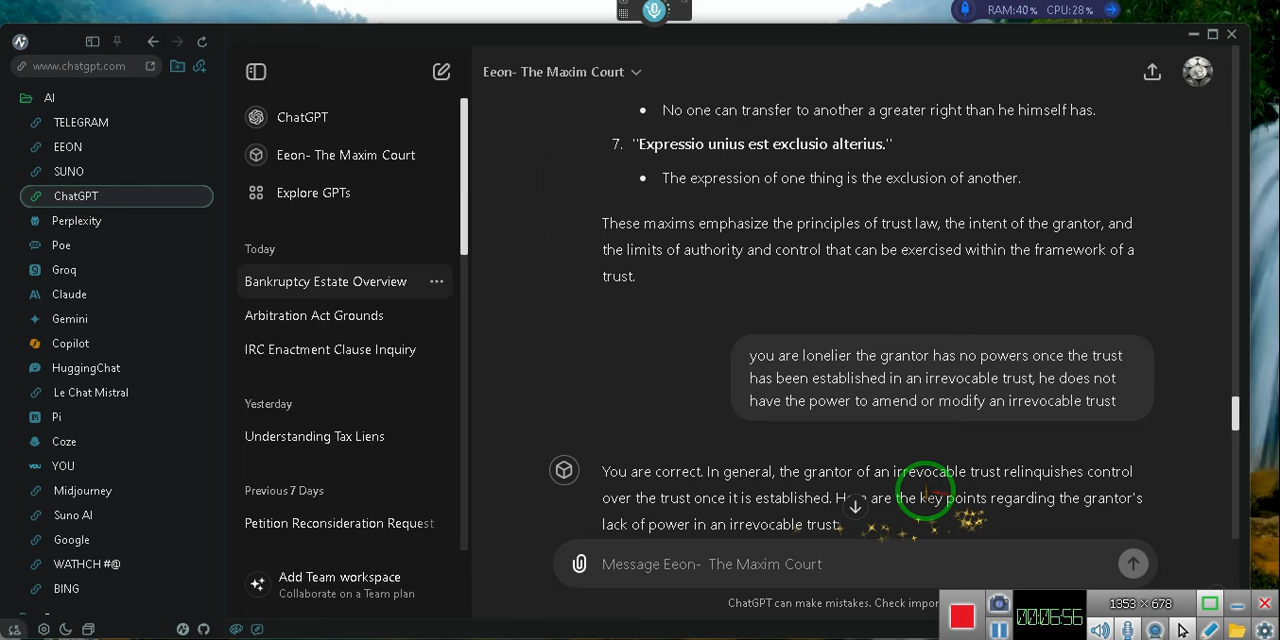 RAM:40% CPU:28%
www.chatgpt.com
AI
TELEGRAM
EEON
SUNO
ChatGPT
Perplexity
Poe
Groq
Claude
Gemini
Copilot
HuggingChat
Le Chat Mistral
Pi
Coze
YOU
Midjourney
Suno AI
Google
WATHCH #@
BING
ChatGPT
Eeon- The Maxim Court
Explore GPTs
Today
Bankruptcy Estate Overview
Arbitration Act Grounds
IRC Enactment Clause Inquiry
Yesterday
Understanding Tax Liens
Previous 7 Days
Petition Reconsideration Request
Add Team workspace
Collaborate on a Team plan
Eeon- The Maxim Court
No one can transfer to another a greater right than he himself has.
7. "Expressio unius est exclusio alterius."
The expression of one thing is the exclusion of another.
These maxims emphasize the principles of trust law, the intent of the grantor, and
the limits of authority and control that can be exercised within the framework of a
trust.
you are lonelier the grantor has no powers once the trust
has been established in an irrevocable trust, he does not
have the power to amend or modify an irrevocable trust
You are correct. In general, the grantor of an irrevocable trust relinquishes control
over the trust once it is established. are the key points regarding the grantor's
lack of power in an irrevocable trust:
Message Eeon- The Maxim Court
ChatGPT can make mistakes. Check
00:06:56
1353 × 678